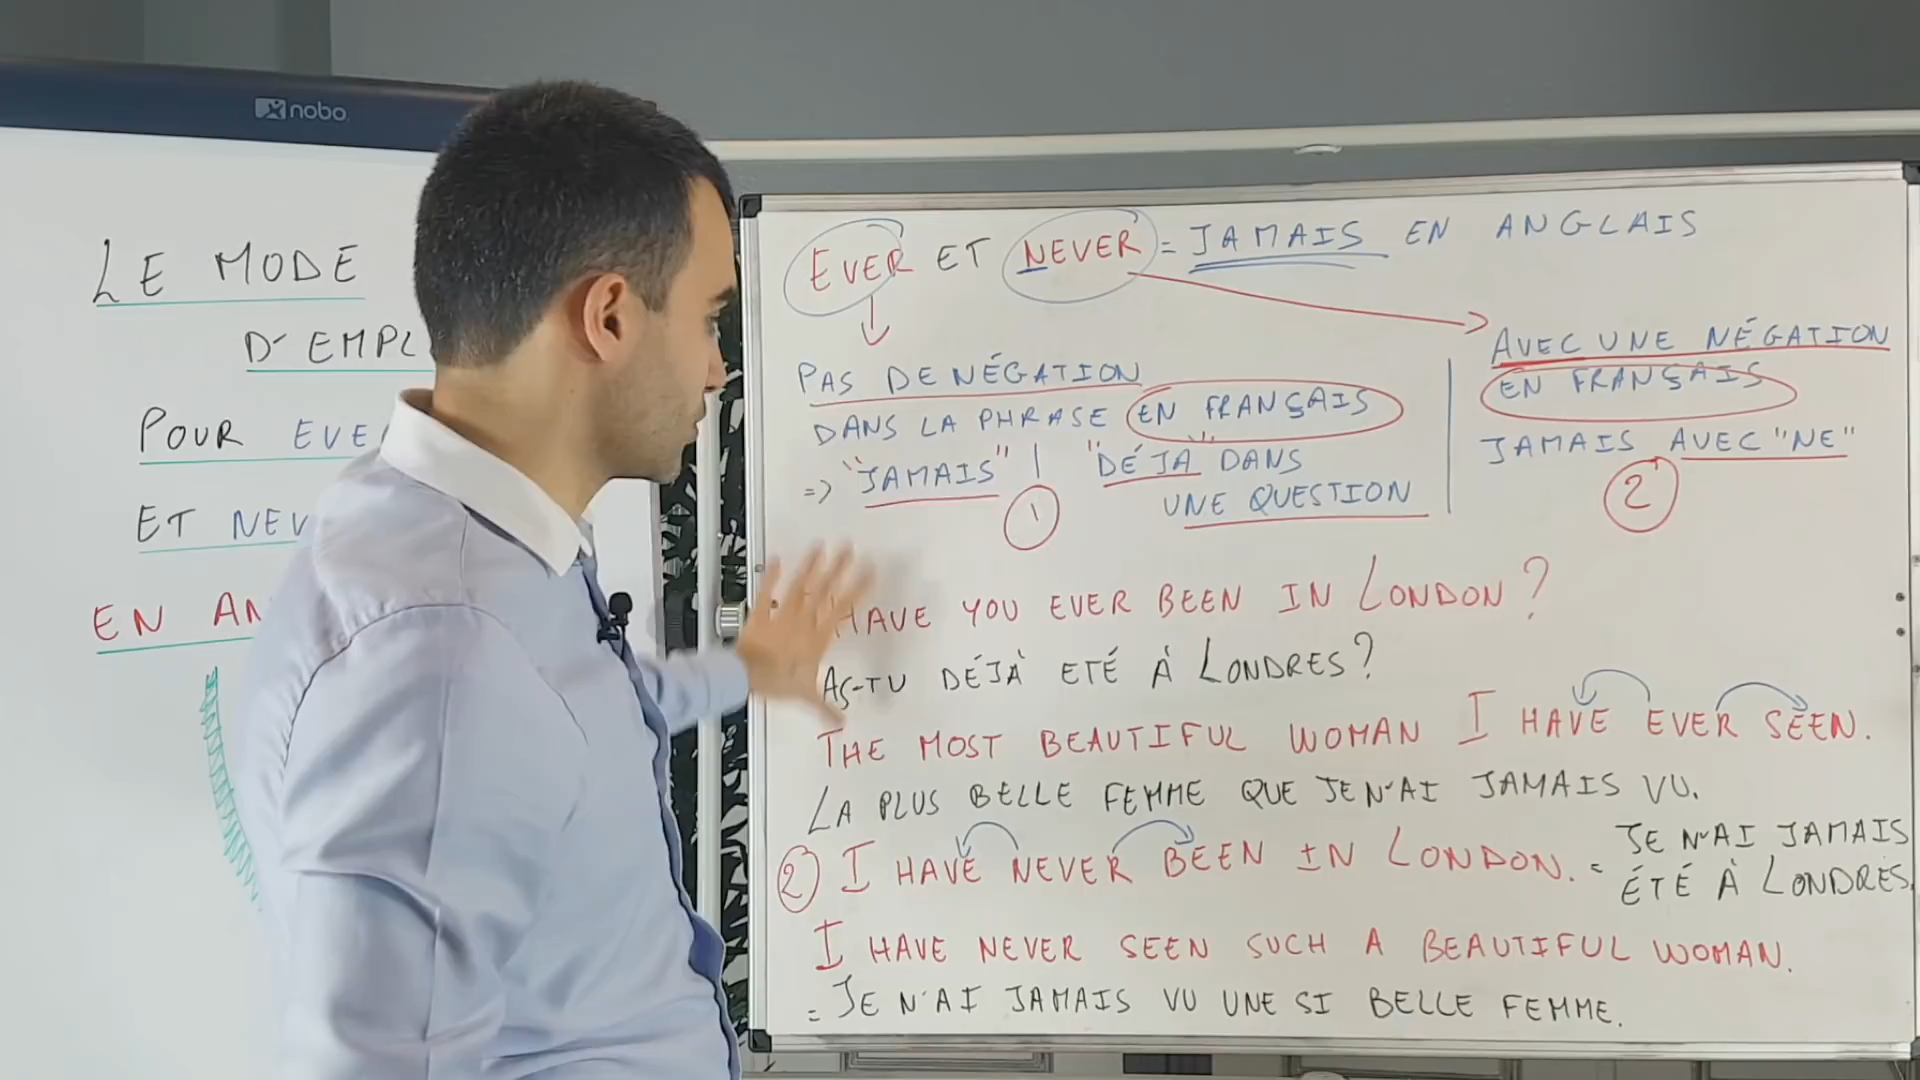 nobo
LE MODE
D'EMPL
POUR EVE
ET NEV
EN AN
EVER ET NEVER = JAMAIS EN ANGLAIS
PAS DE NÉGATION
DANS LA PHRASE EN FRANÇAIS
=> "JAMAIS" | "DÉJA" DANS
UNE QUESTION
1
AVEC UNE NÉGATION
EN FRANÇAIS
JAMAIS AVEC "NE"
2
HAVE YOU EVER BEEN IN LONDON?
AS-TU DÉJÀ ETÉ À LONDRES?
THE MOST BEAUTIFUL WOMAN I HAVE EVER SEEN.
LA PLUS BELLE FEMME QUE JE N'AI JAMAIS VU.
2 I HAVE NEVER BEEN IN LONDON. = JE N'AI JAMAIS
ÉTÉ À LONDRES.
I HAVE NEVER SEEN SUCH A BEAUTIFUL WOMAN.
= JE N'AI JAMAIS VU UNE SI BELLE FEMME.